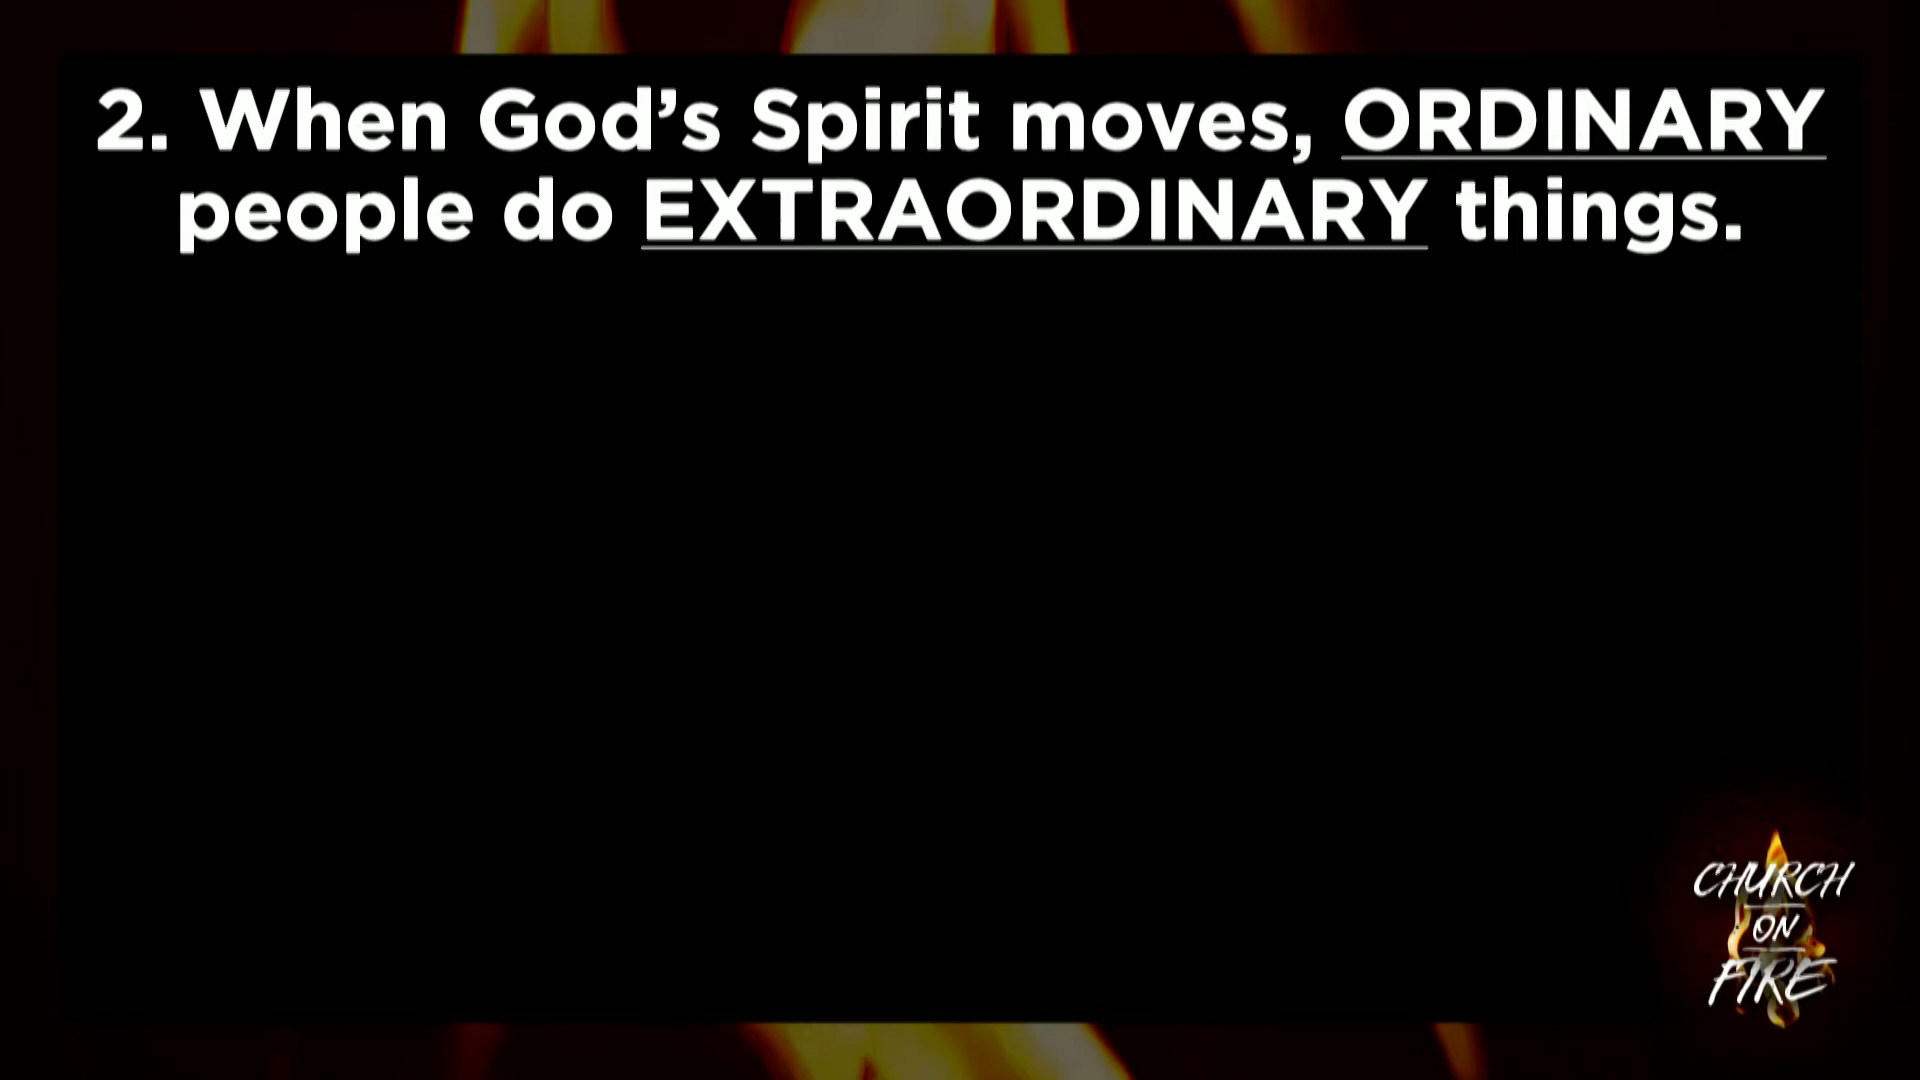 2. When God’s Spirit moves, ORDINARY
people do EXTRAORDINARY things.
CHURCH
ON
FIRE